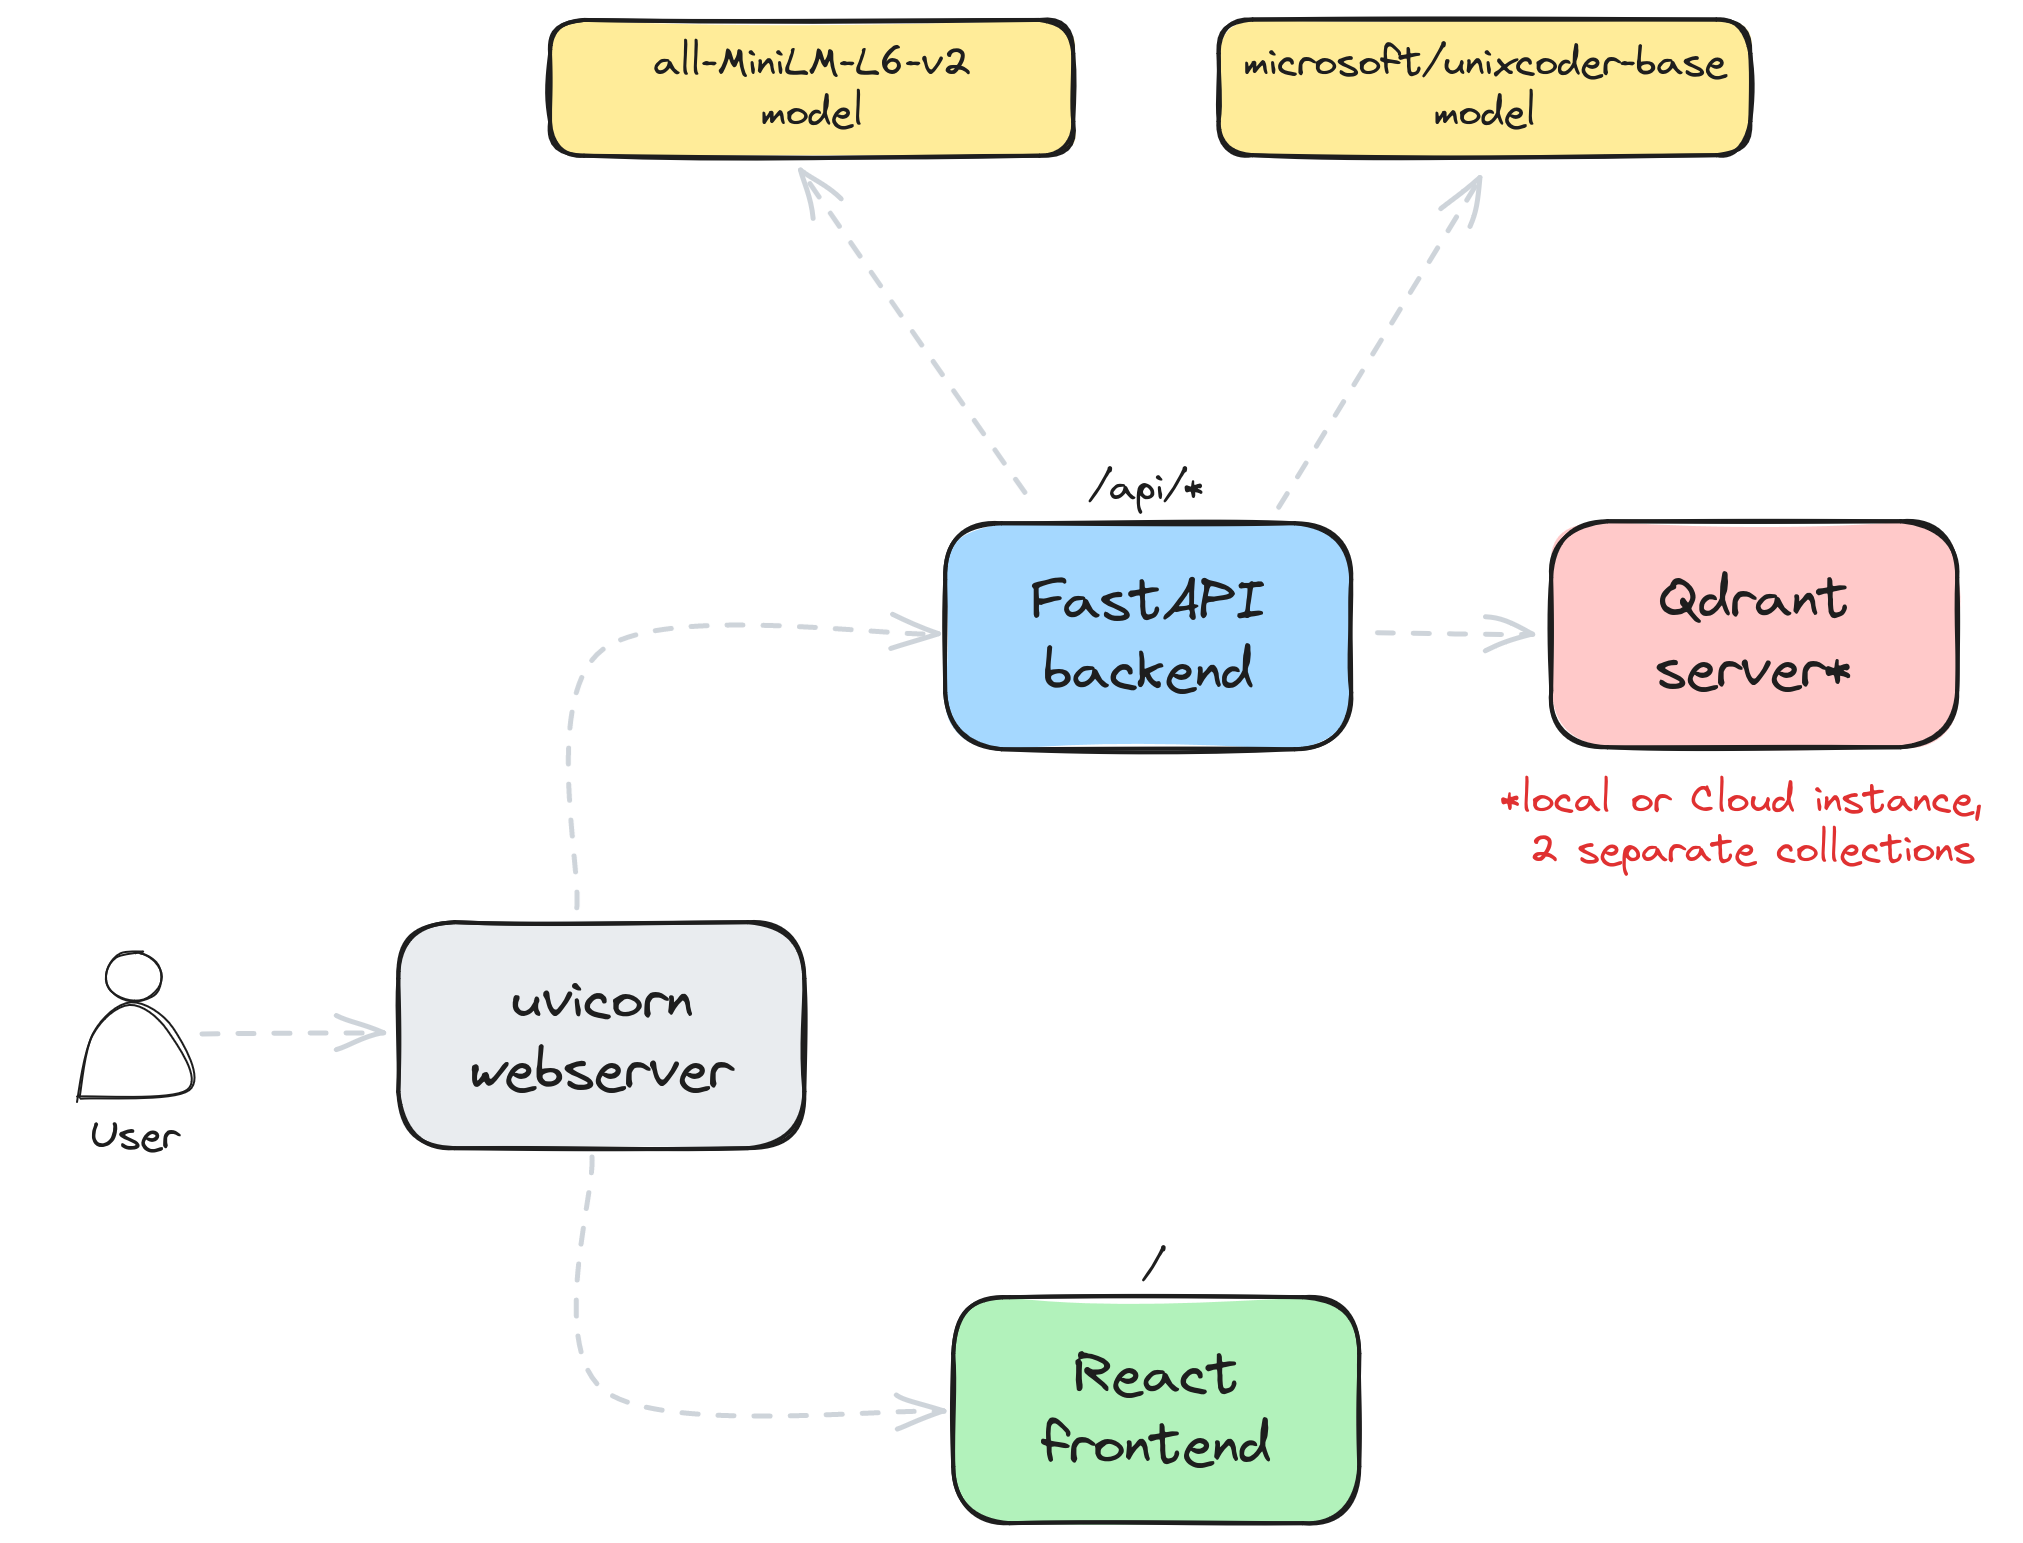 all-MiniLM-L6-v2
model
microsoft/unixcoder-base
model
/api/*
FastAPI
backend
Qdrant
server*
*local or Cloud instance,
2 separate collections
uvicorn
webserver
User
/
React
frontend